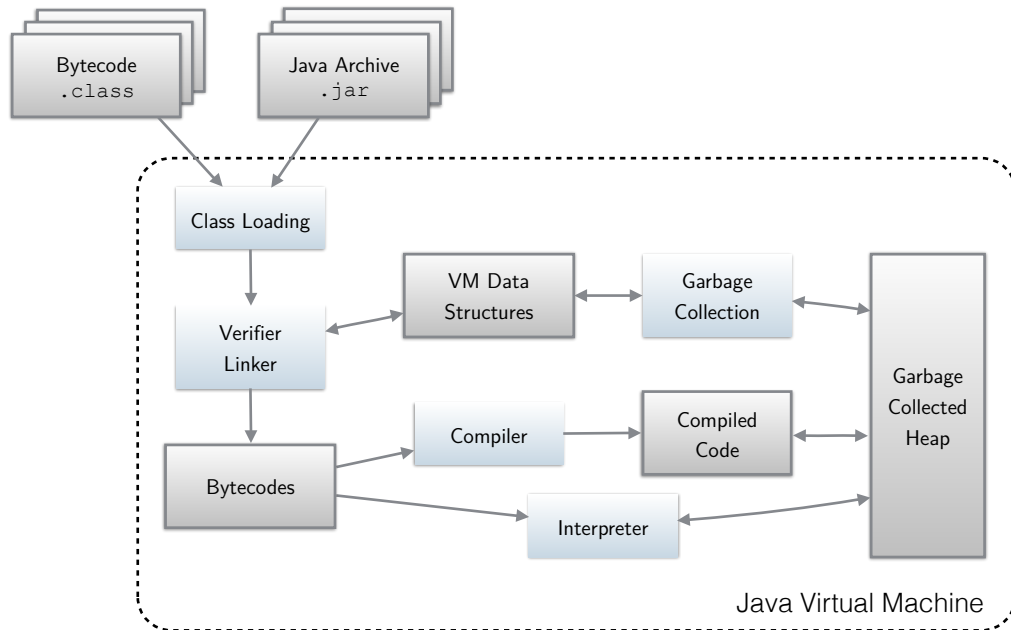 Bytecode
.class
Java Archive
.jar
Class Loading
VM Data
Structures
Garbage
Collection
Verifier
Linker
Garbage
Collected
Heap
Compiler
Compiled
Code
Bytecodes
Interpreter
Java Virtual Machine